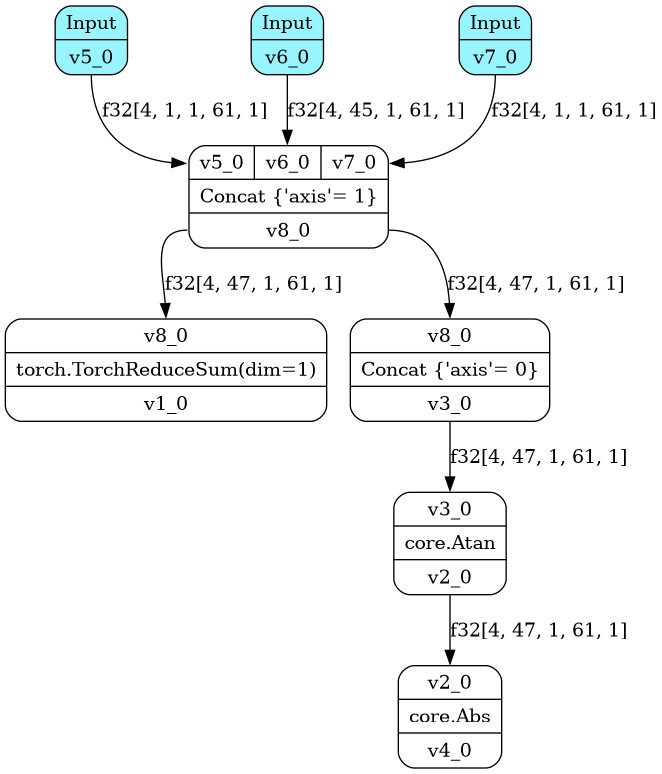 Input Input Input
v5_0 v6_0 v7_0
f32[4, 1, 1, 61, 1] f32[4, 45, 1, 61, 1] f32[4, 1, 1, 61, 1]
v5_0 v6_0 v7_0
Concat {'axis'= 1}
v8_0
f32[4, 47, 1, 61, 1] f32[4, 47, 1, 61, 1]
v8_0 v8_0
torch.TorchReduceSum(dim=1) Concat {'axis'= 0}
v1_0 v3_0
f32[4, 47, 1, 61, 1]
v3_0
core.Atan
v2_0
f32[4, 47, 1, 61, 1]
v2_0
core.Abs
v4_0